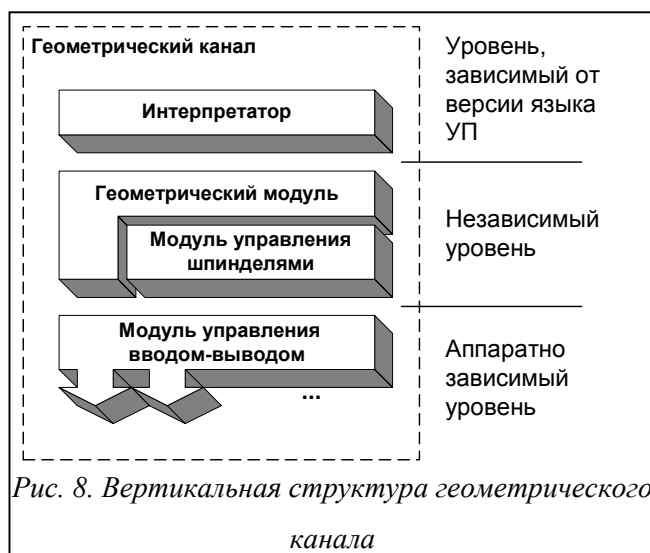 Геометрический канал
Интерпретатор
Уровень,
зависимый от
версии языка
УП
Геометрический модуль
Модуль управления
шпинделями
Независимый
уровень
Модуль управления
вводом-выводом
...
Аппаратно
зависимый
уровень
Рис. 8. Вертикальная структура геометрического
канала